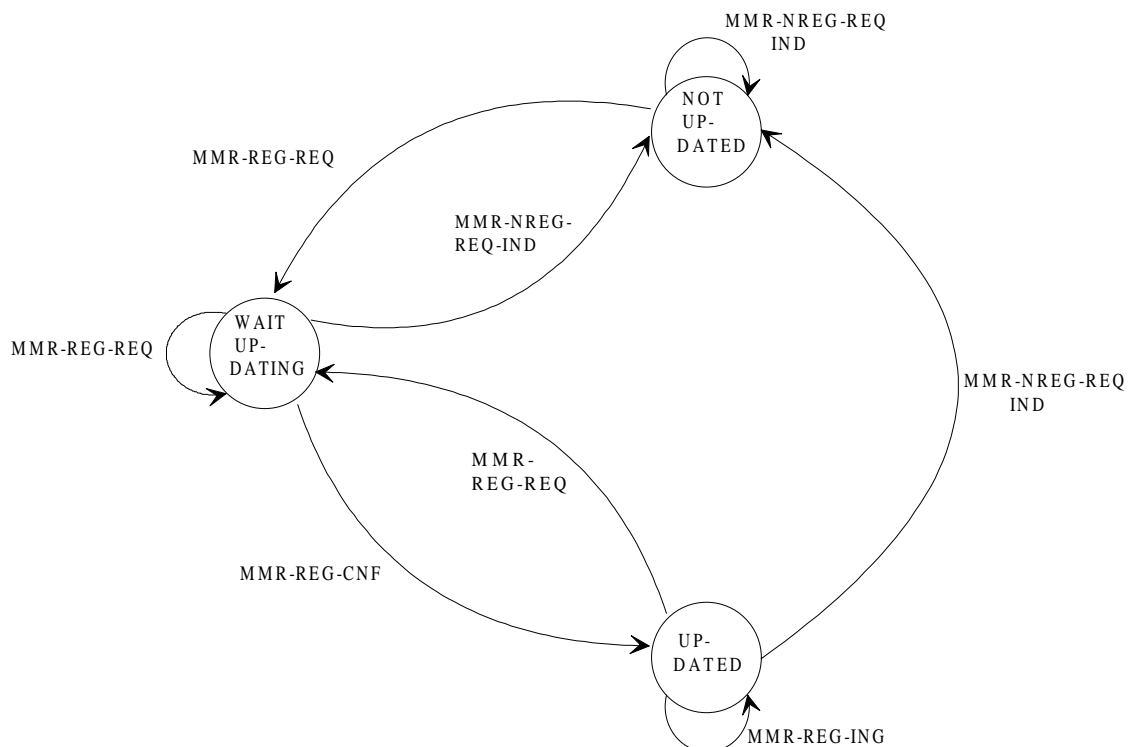 MMR-NREG-REQ
IND
NOT
UP-
DATED
MMR-REG-REQ
MMR-NREG-
REQ-IND
WAIT
UP-
DATING
MMR-REG-REQ
MMR-NREG-REQ
IND
MMR-
REG-REQ
MMR-REG-CNF
UP-
DATED
MMR-REG-ING